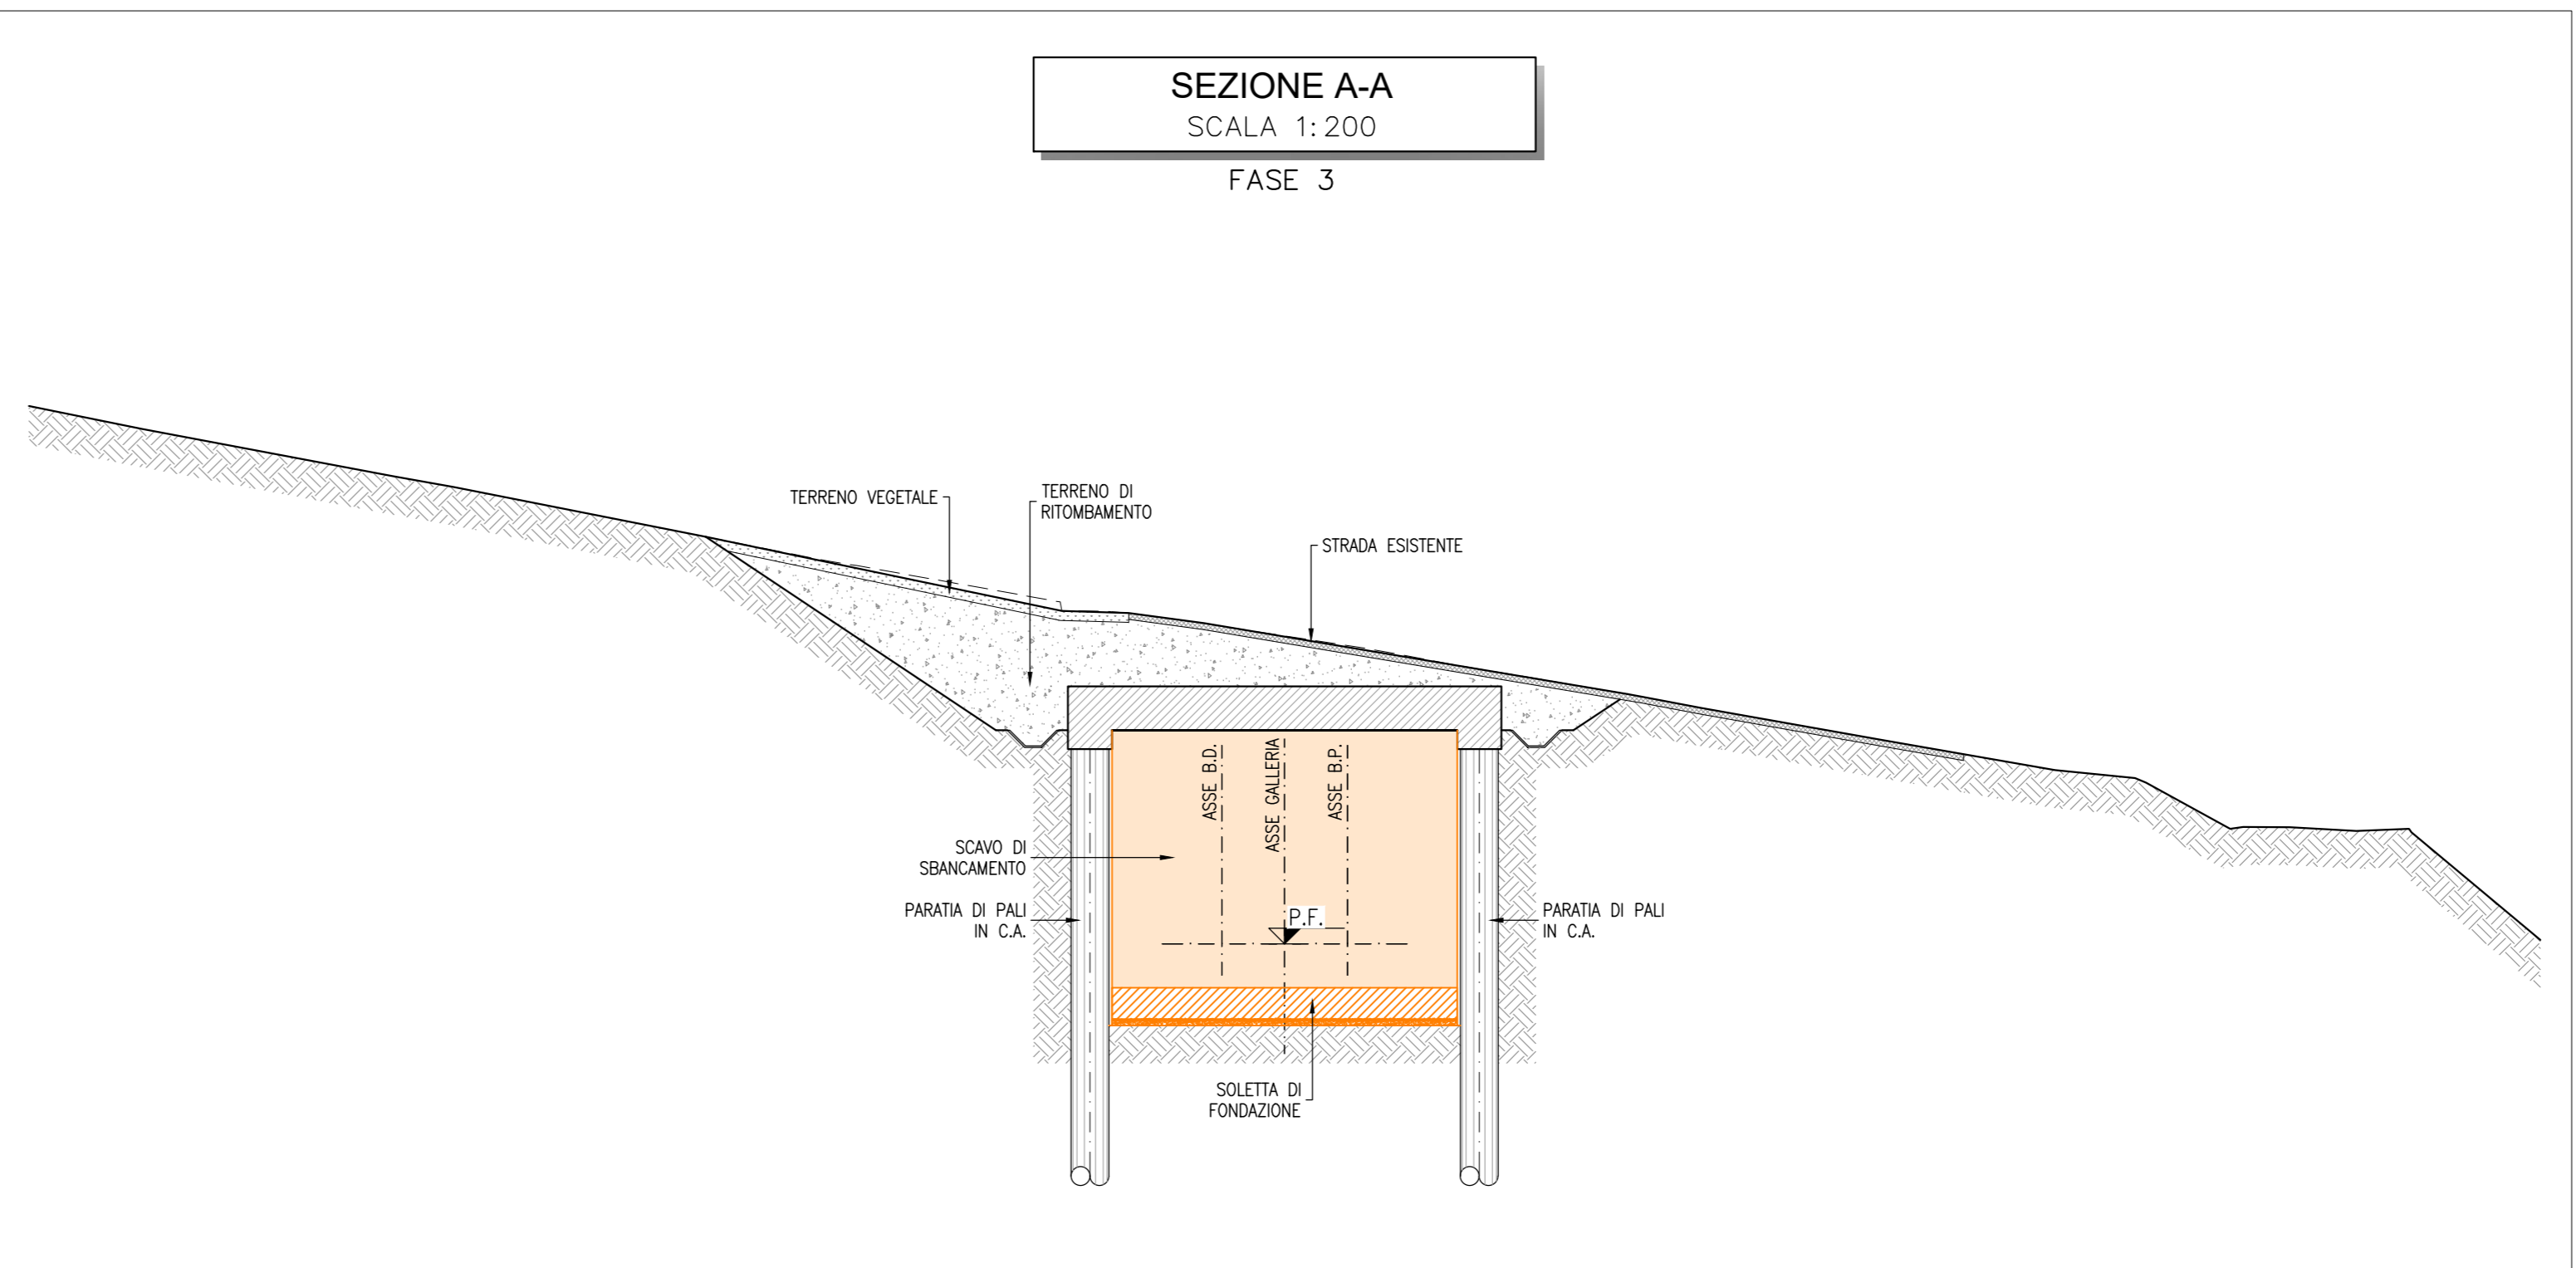 SEZIONE A-A
SCALA 1:200
FASE 3
TERRENO VEGETALE
TERRENO DI
RITOMBAMENTO
STRADA ESISTENTE
ASSE B.D.
ASSE GALLERIA
ASSE B.P.
SCAVO DI
SBANCAMENTO
PARATIA DI PALI
IN C.A.
P.F.
PARATIA DI PALI
IN C.A.
SOLETTA DI
FONDAZIONE